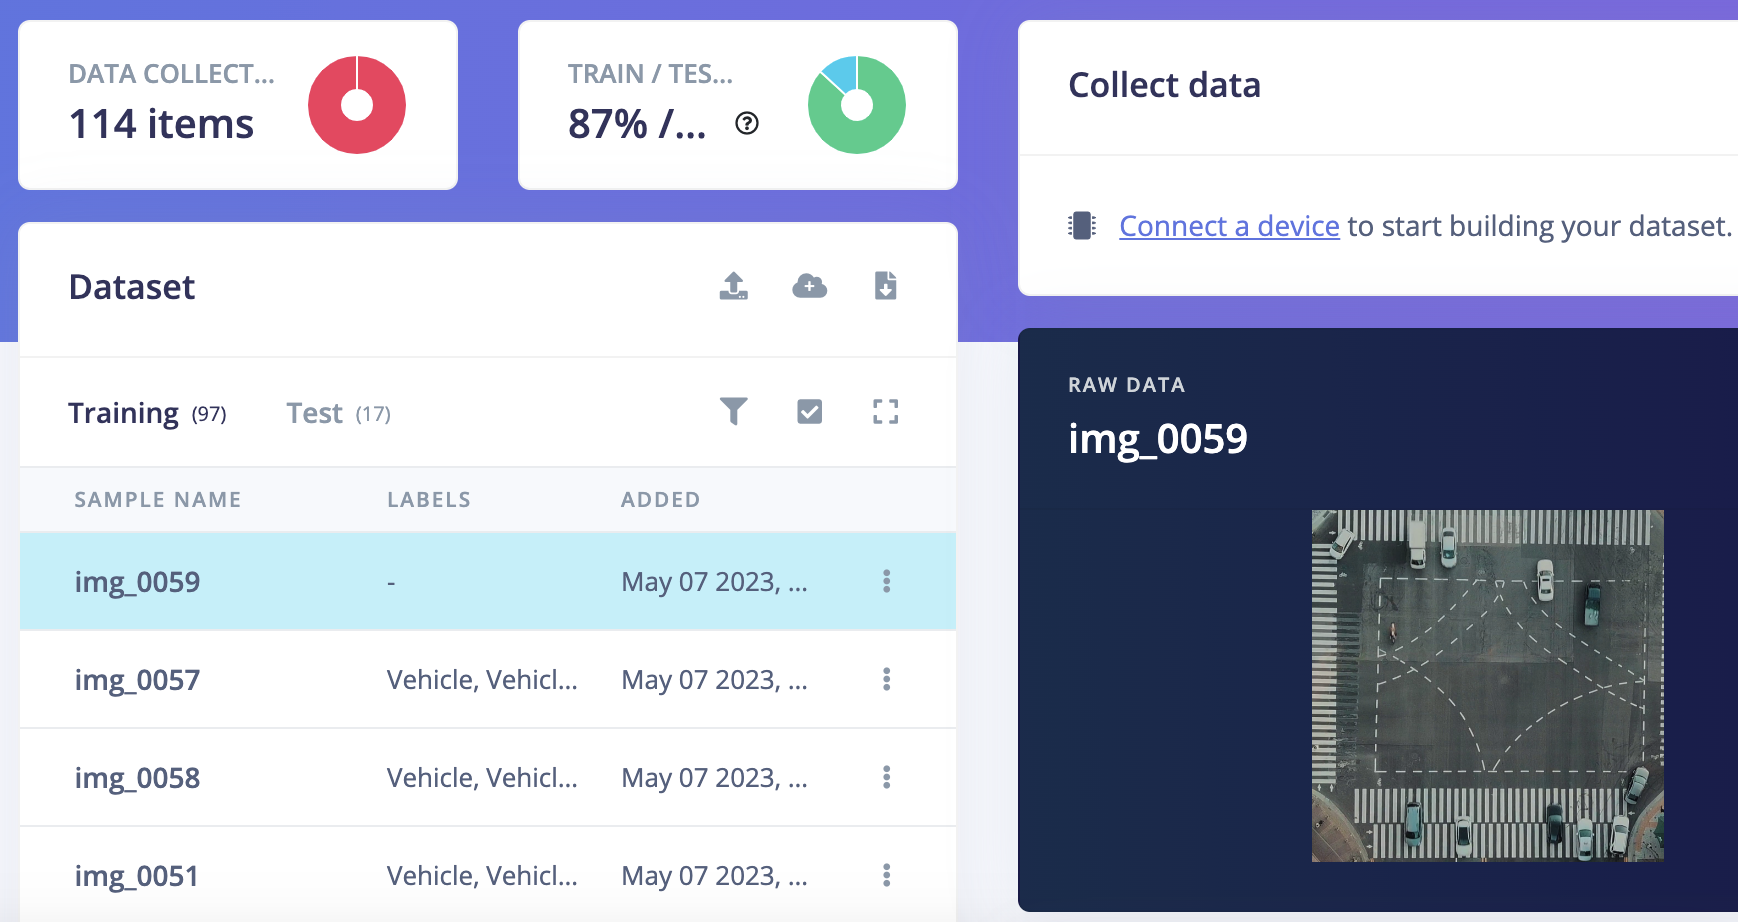 DATA COLLECT...
114 items
TRAIN / TES...
87% /...
?
Collect data
Connect a device to start building your dataset.
Dataset
Training (97)
Test (17)
SAMPLE NAME LABELS ADDED
img_0059 - May 07 2023, ...
img_0057 Vehicle, Vehicl... May 07 2023, ...
img_0058 Vehicle, Vehicl... May 07 2023, ...
img_0051 Vehicle, Vehicl... May 07 2023, ...
RAW DATA
img_0059